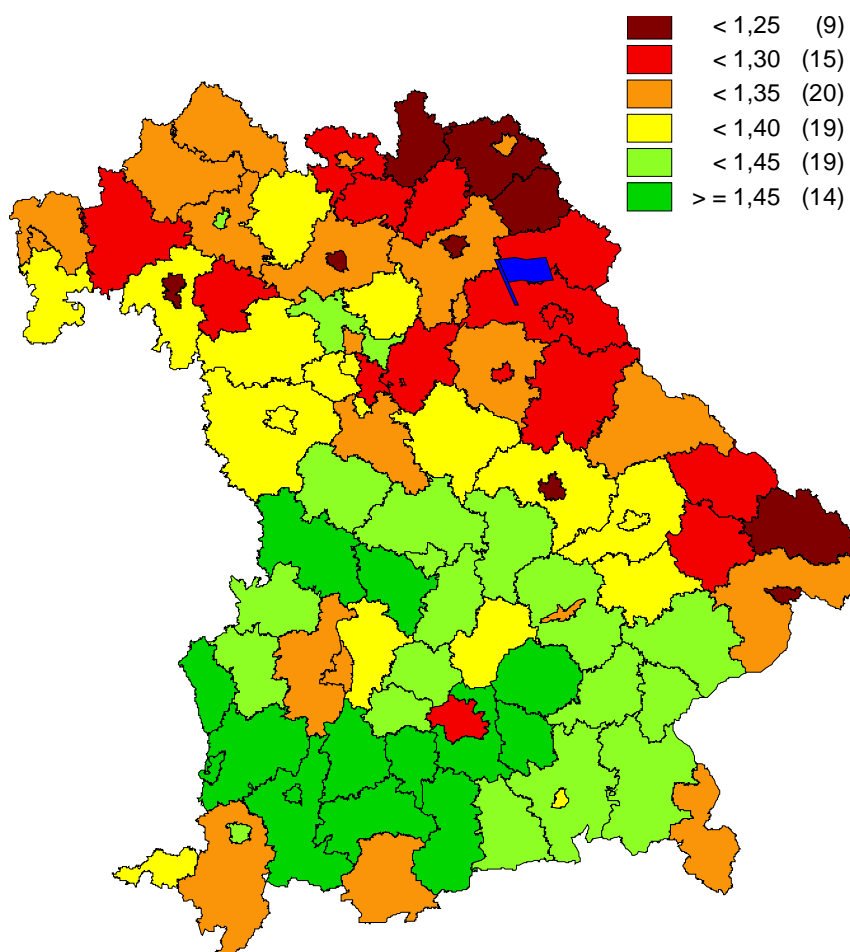 < 1,25 (9)
< 1,30 (15)
< 1,35 (20)
< 1,40 (19)
< 1,45 (19)
> = 1,45 (14)